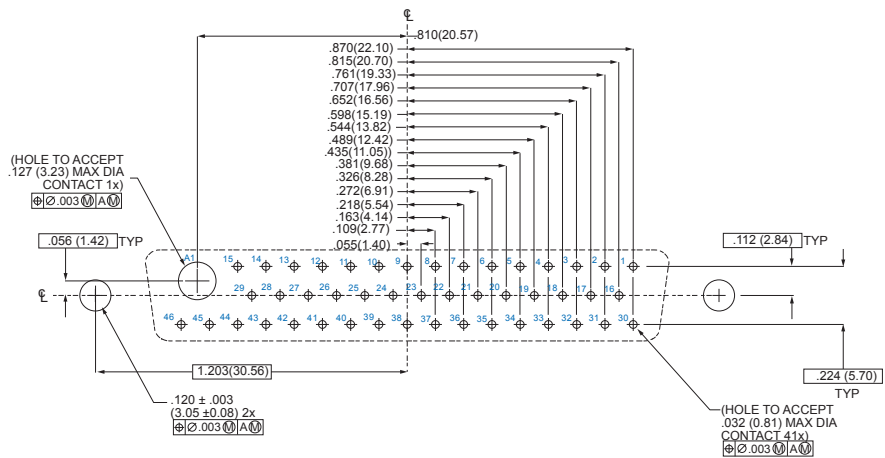 ℄
.810(20.57)
.870(22.10)
.815(20.70)
.761(19.33)
.707(17.96)
.652(16.56)
.598(15.19)
.544(13.82)
.489(12.42)
.435(11.05))
.381(9.68)
.326(8.28)
.272(6.91)
.218(5.54)
.163(4.14)
.109(2.77)
.055(1.40)
(HOLE TO ACCEPT
.127 (3.23) MAX DIA
CONTACT 1x)
⌖ Ø.003 Ⓜ A Ⓜ
.056 (1.42) TYP
.112 (2.84) TYP
A1 15 14 13 12 11 10 9 8 7 6 5 4 3 2 1
℄
29 28 27 26 25 24 23 22 21 20 19 18 17 16
46 45 44 43 42 41 40 39 38 37 36 35 34 33 32 31 30
1.203(30.56)
.224 (5.70)
TYP
.120 ± .003
(3.05 ±0.08) 2x
⌖ Ø.003 Ⓜ A Ⓜ
(HOLE TO ACCEPT
.032 (0.81) MAX DIA
CONTACT 41x)
⌖ Ø.003 Ⓜ A Ⓜ